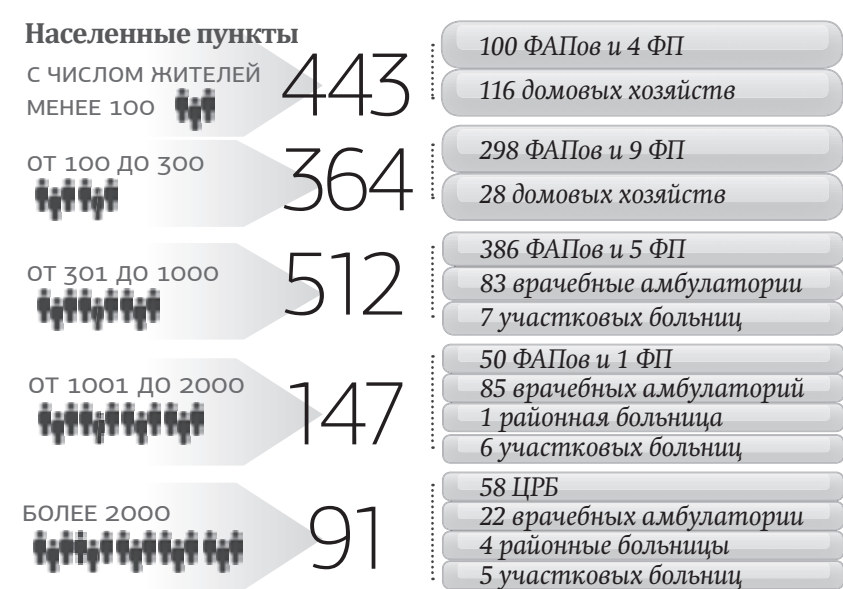 Населенные пункты
С ЧИСЛОМ ЖИТЕЛЕЙ
МЕНЕЕ 100
443
100 ФАПов и 4 ФП
116 домовых хозяйств
ОТ 100 ДО 300
364
298 ФАПов и 9 ФП
28 домовых хозяйств
ОТ 301 ДО 1000
512
386 ФАПов и 5 ФП
83 врачебные амбулатории
7 участковых больниц
ОТ 1001 ДО 2000
147
50 ФАПов и 1 ФП
85 врачебных амбулаторий
1 районная больница
6 участковых больниц
БОЛЕЕ 2000
91
58 ЦРБ
22 врачебных амбулатории
4 районные больницы
5 участковых больниц